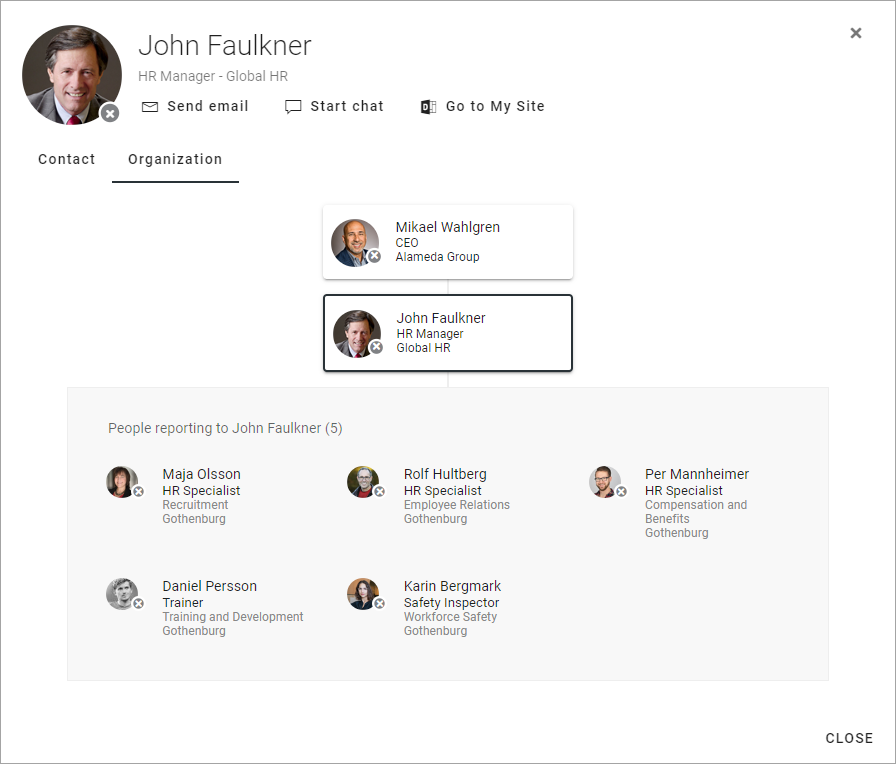 John Faulkner
HR Manager - Global HR
Send email
Start chat
Go to My Site
Contact
Organization
Mikael Wahlgren
CEO
Alameda Group
John Faulkner
HR Manager
Global HR
People reporting to John Faulkner (5)
Maja Olsson
HR Specialist
Recruitment
Gothenburg
Rolf Hultberg
HR Specialist
Employee Relations
Gothenburg
Per Mannheimer
HR Specialist
Compensation and
Benefits
Gothenburg
Daniel Persson
Trainer
Training and Development
Gothenburg
Karin Bergmark
Safety Inspector
Workforce Safety
Gothenburg
CLOSE